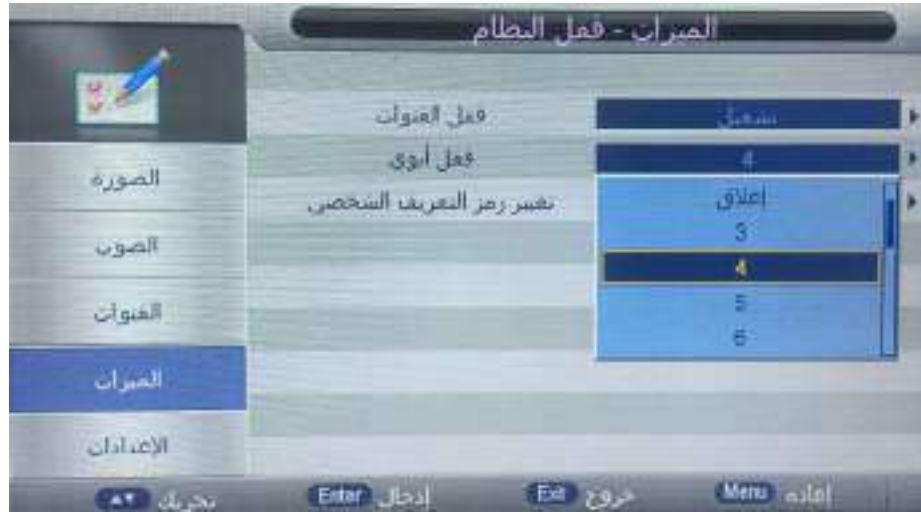 الميزات - قفل النظام
قفل القنوات تشغيل
قفل أبوي 4
تغيير رمز التعريف الشخصي
إغلاق
3
4
5
6
الصورة
الصوت
القنوات
الميزات
الإعدادات
إعادة Menu خروج Exit إدخال Enter تحريك